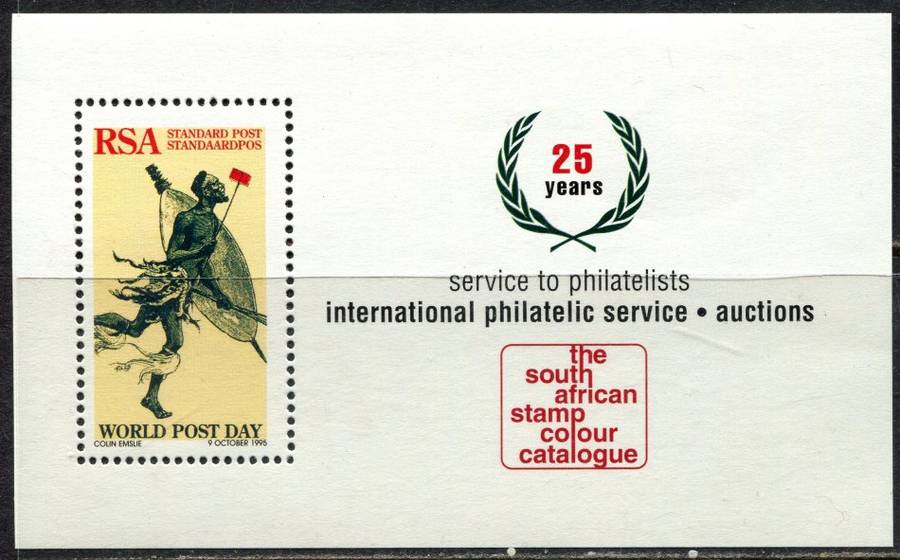 RSA STANDARD POST
STANDAARDPOS
WORLD POST DAY
COLIN EMSLIE 9 OCTOBER 1995
25
years
service to philatelists
international philatelic service • auctions
the
south
african
stamp
colour
catalogue